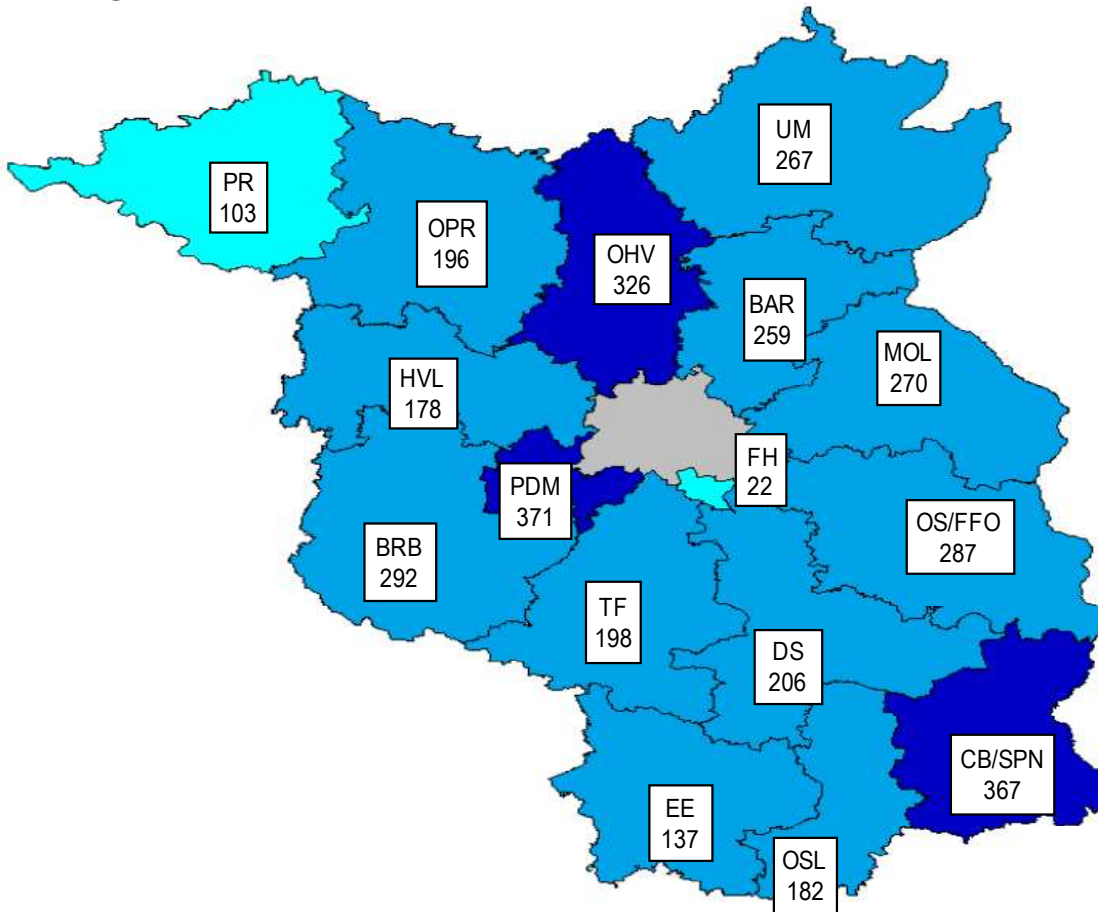 UM
267
PR
103
OPR
196
OHV
326
BAR
259
MOL
270
HVL
178
FH
22
PDM
371
OS/FFO
287
BRB
292
TF
198
DS
206
CB/SPN
367
EE
137
OSL
182